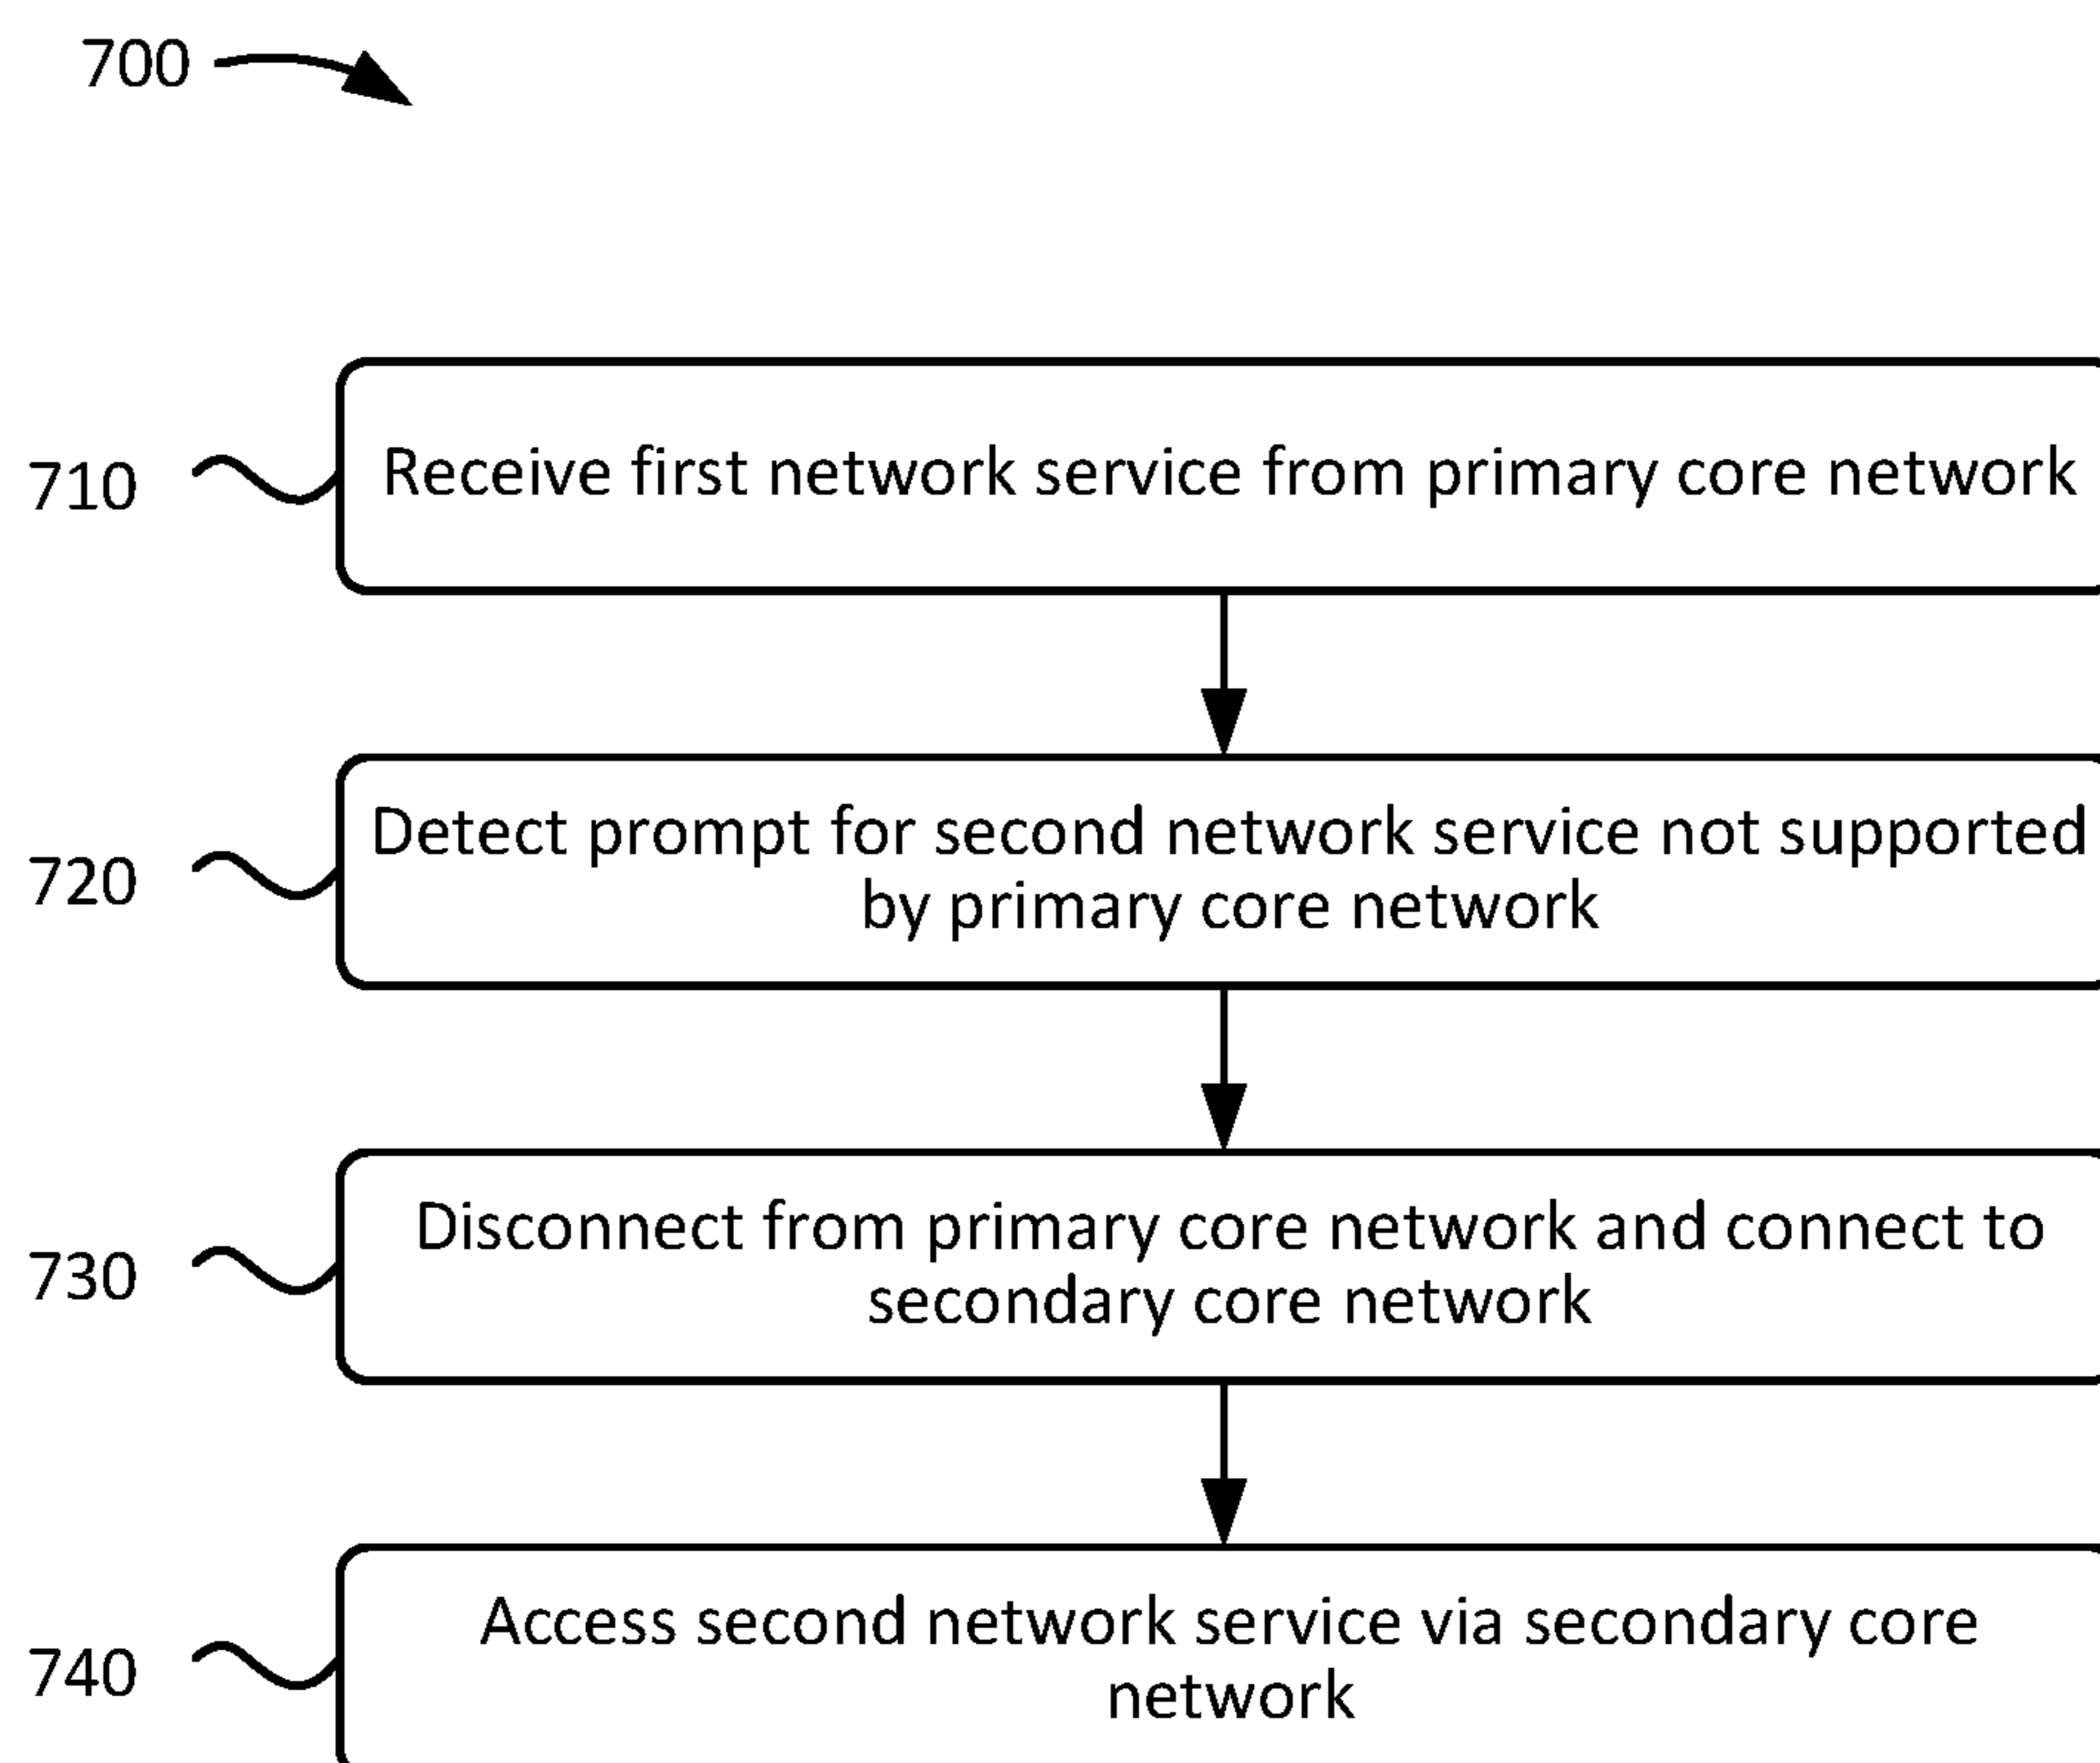 700
710
Receive first network service from primary core network
720
Detect prompt for second network service not supported
by primary core network
730
Disconnect from primary core network and connect to
secondary core network
740
Access second network service via secondary core
network